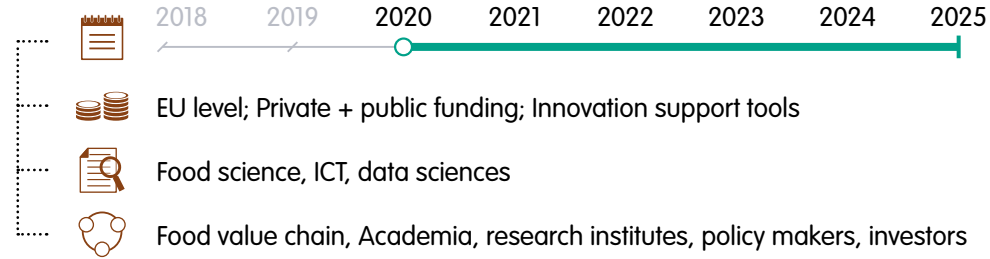 2018 2019 2020 2021 2022 2023 2024 2025
EU level; Private + public funding; Innovation support tools
Food science, ICT, data sciences
Food value chain, Academia, research institutes, policy makers, investors